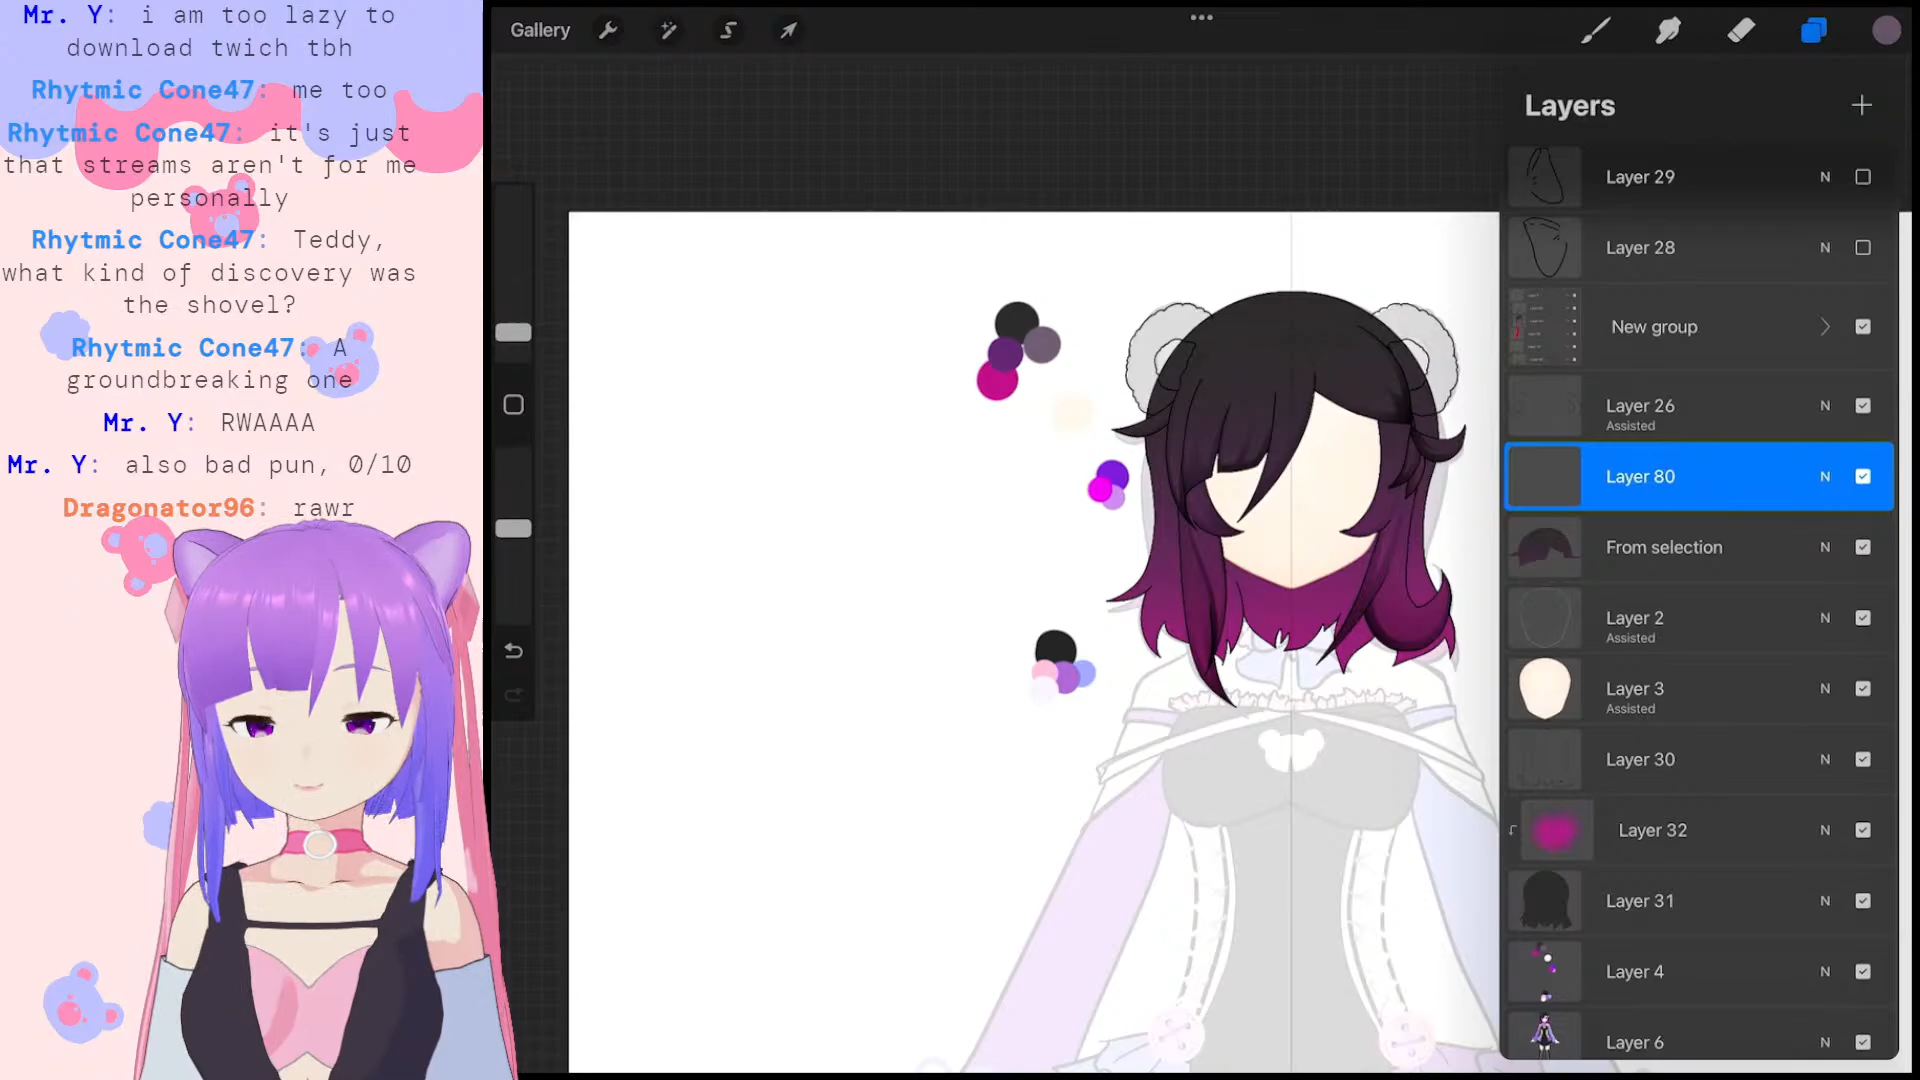 Mr. Y: i am too lazy to
download twich tbh
Rhytmic Cone47: me too
Rhytmic Cone47: it's just
that streams aren't for me
personally
Rhytmic Cone47: Teddy,
what kind of discovery was
the shovel?
Rhytmic Cone47: A
groundbreaking one
Mr. Y: RWAAAA
Mr. Y: also bad pun, 0/10
Dragonator96: rawr
Gallery
Layers
Layer 29 N
Layer 28 N
New group
Layer 26 N
Assisted
Layer 80 N
From selection N
Layer 2 N
Assisted
Layer 3 N
Assisted
Layer 30 N
Layer 32 N
Layer 31 N
Layer 4 N
Layer 6 N